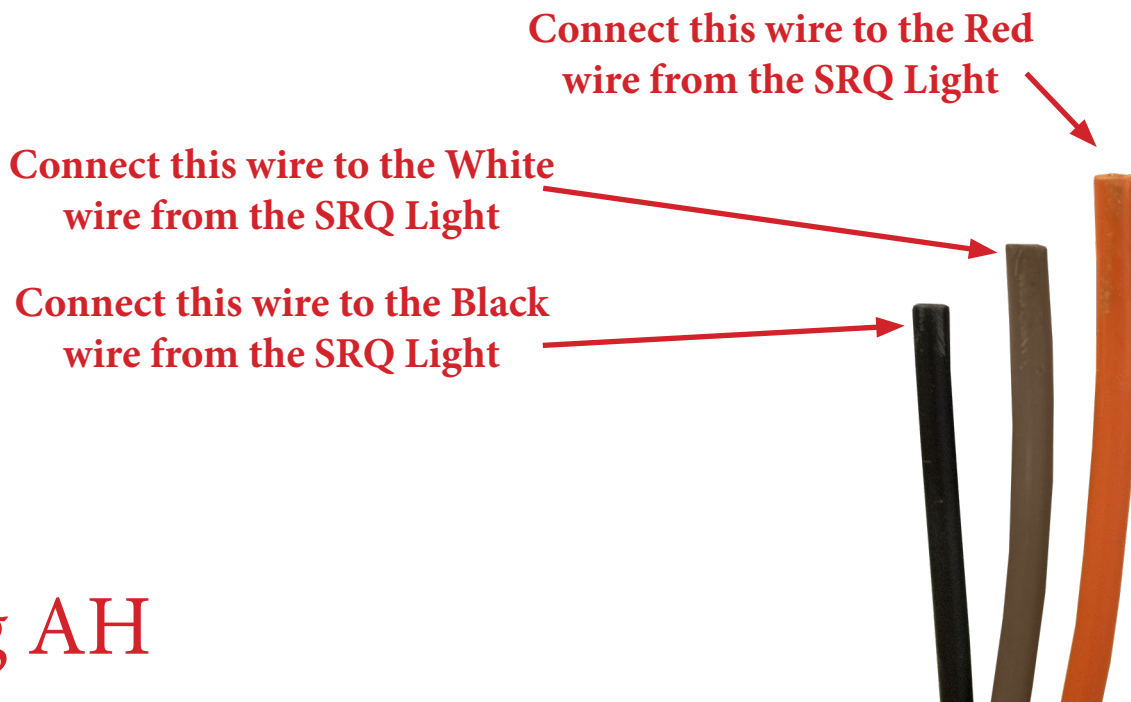 Connect this wire to the Red
wire from the SRQ Light
Connect this wire to the White
wire from the SRQ Light
Connect this wire to the Black
wire from the SRQ Light
g AH